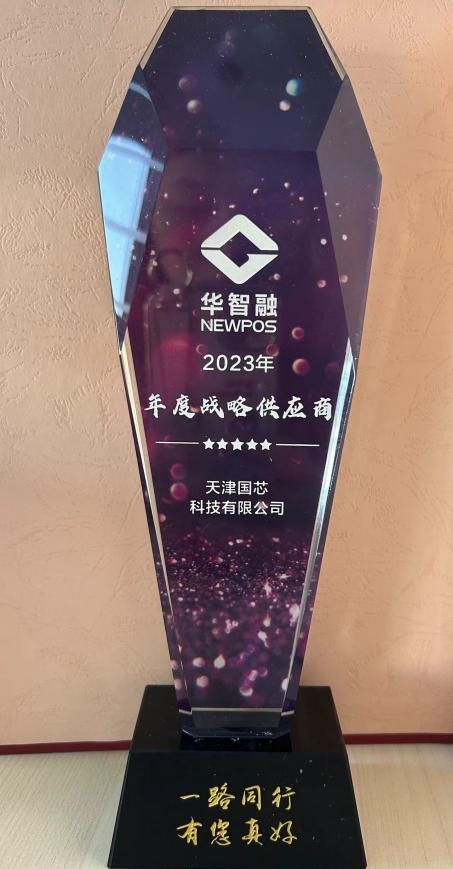 华智融
NEWPOS
2023年
年度战略供应商
天津国芯
科技有限公司
一路同行
有您真好